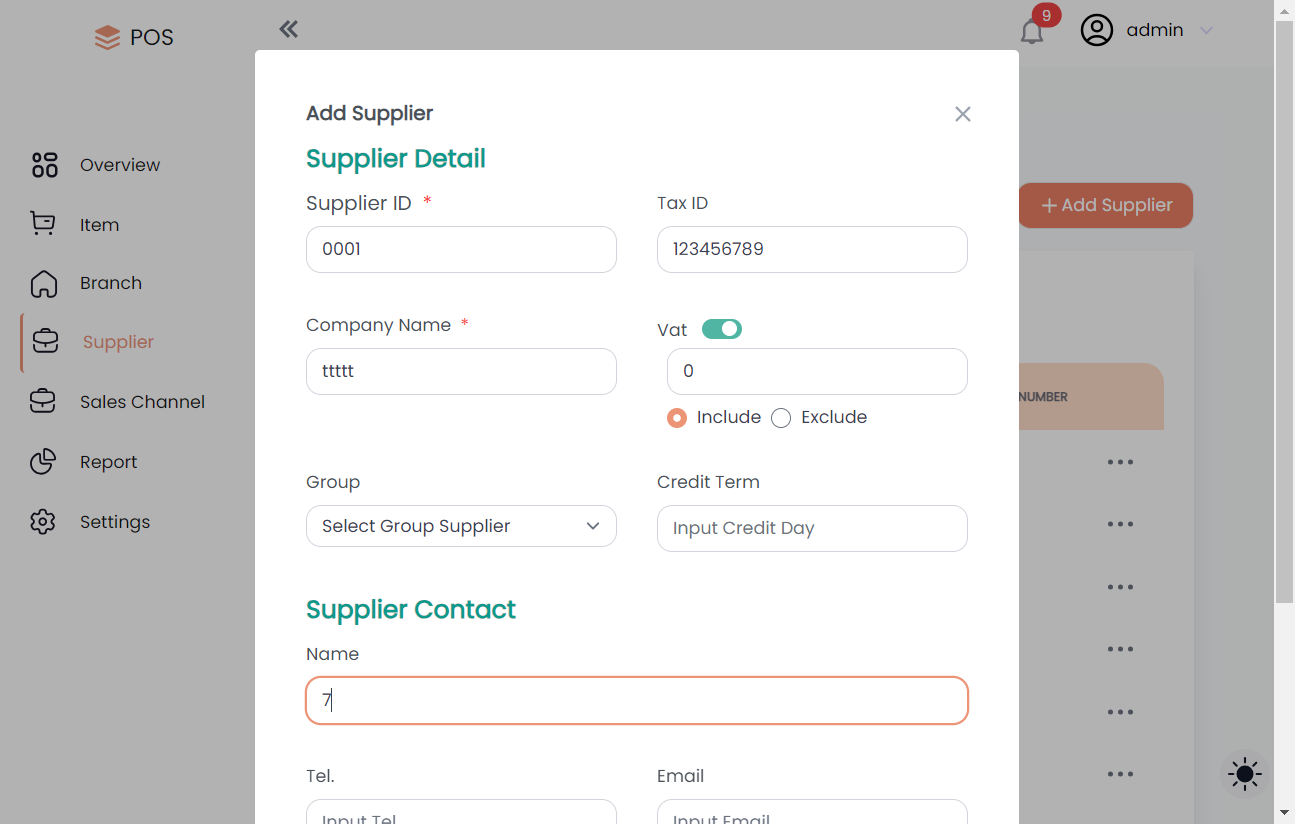 POS
9
admin
Add Supplier
Supplier Detail
Supplier ID *
Tax ID
0001
123456789
+ Add Supplier
Overview
Item
Branch
Supplier
Sales Channel
Report
Settings
Company Name *
Vat
ttttt
0
Include
Exclude
NUMBER
Group
Credit Term
Select Group Supplier
Input Credit Day
Supplier Contact
Name
7
Tel.
Email
Input Tel
Input Email